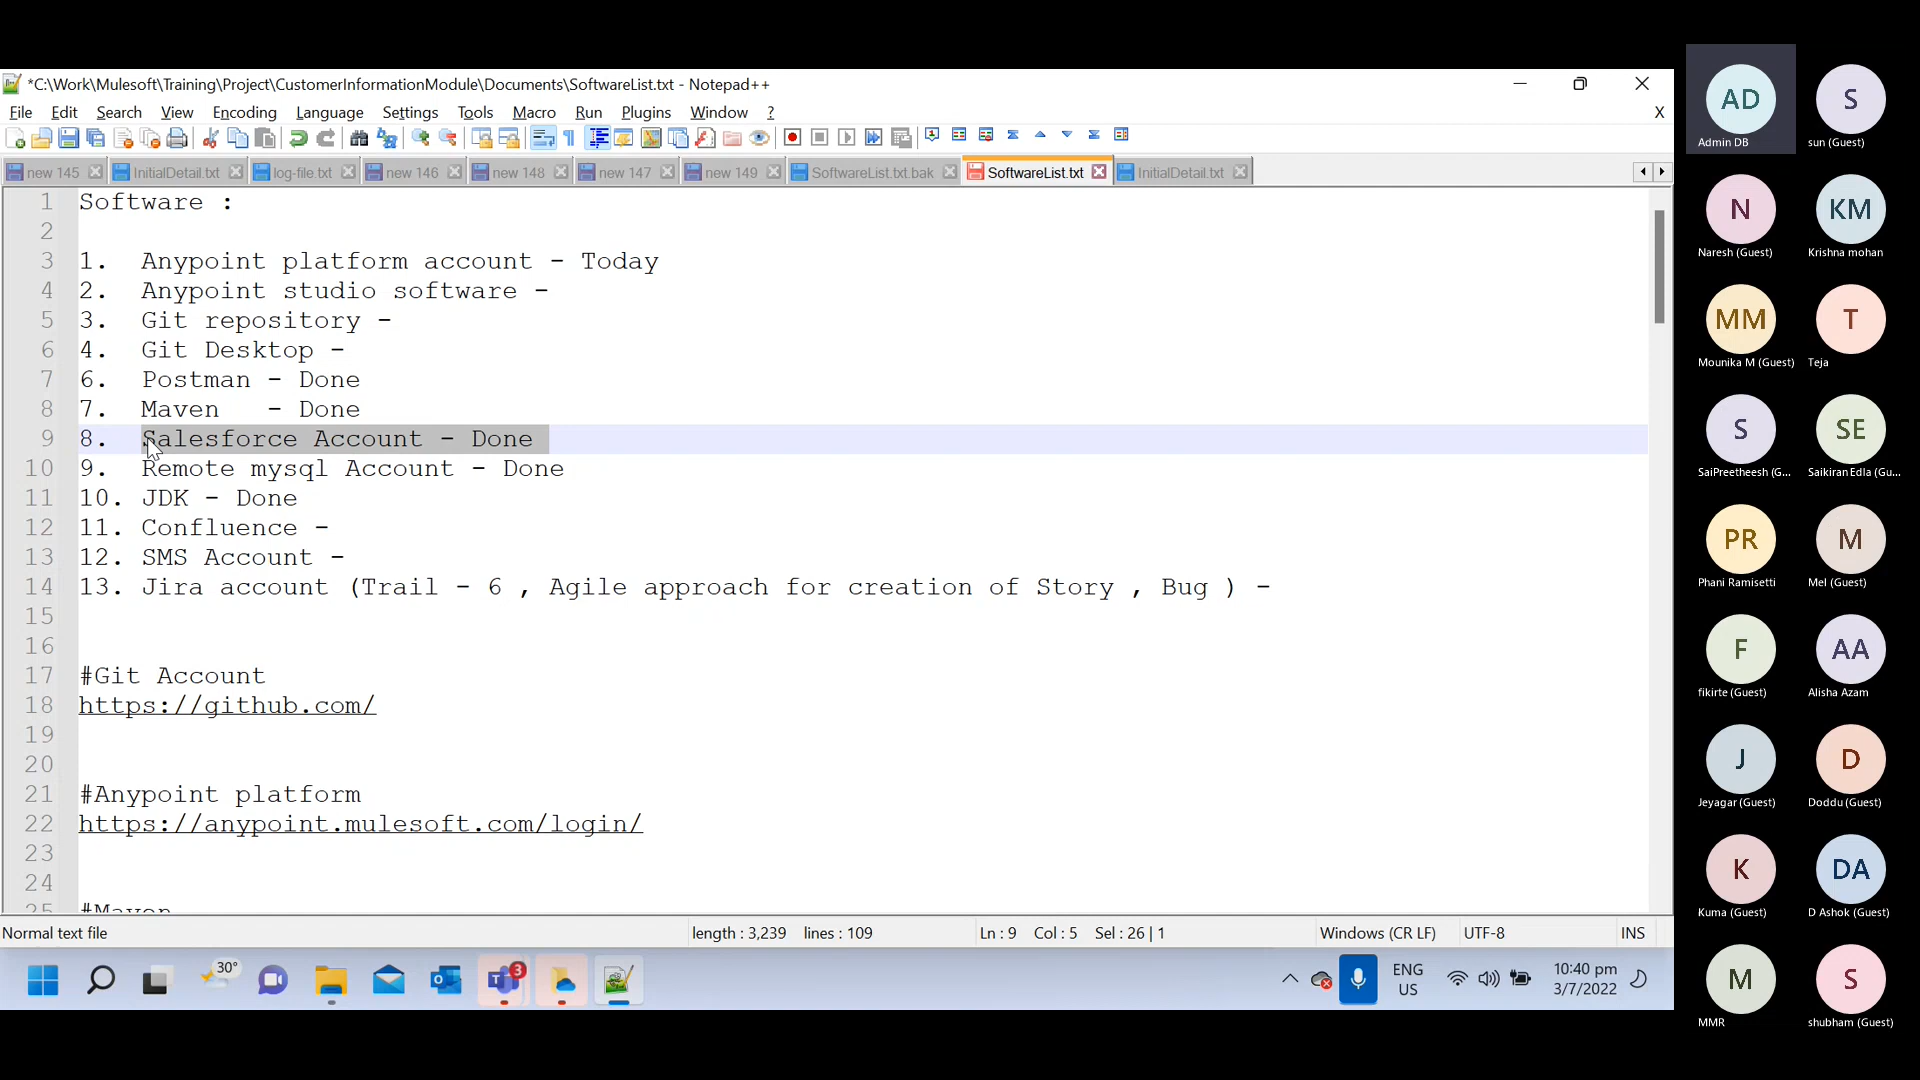 *C:\Work\Mulesoft\Training\Project\CustomerInformationModule\Documents\SoftwareList.txt - Notepad++
File Edit Search View Encoding Language Settings Tools Macro Run Plugins Window ? X
new 145 InitialDetail.txt log-file.txt new 146 new 148 new 147 new 149 SoftwareList.txt.bak SoftwareList.txt InitialDetail.txt
1 Software :
2
3 1. Anypoint platform account - Today
4 2. Anypoint studio software -
5 3. Git repository -
6 4. Git Desktop -
7 6. Postman - Done
8 7. Maven - Done
9 8. Salesforce Account - Done
10 9. Remote mysql Account - Done
11 10. JDK - Done
12 11. Confluence -
13 12. SMS Account -
14 13. Jira account (Trail - 6 , Agile approach for creation of Story , Bug ) -
15
16
17 #Git Account
18 https://github.com/
19
20
21 #Anypoint platform
22 https://anypoint.mulesoft.com/login/
23
24
25 #Maven
Normal text file length : 3,239 lines : 109 Ln : 9 Col : 5 Sel : 26 | 1 Windows (CR LF) UTF-8 INS
30° 3 ENG US 10:40 pm 3/7/2022
AD S
Admin DB sun (Guest)
N KM
Naresh (Guest) Krishna mohan
MM T
Mounika M (Guest) Teja
S SE
SaiPreetheesh (G... Saikiran Edla (Gu...
PR M
Phani Ramisetti Mel (Guest)
F AA
fikirte (Guest) Alisha Azam
J D
Jeyagar (Guest) Doddu (Guest)
K DA
Kuma (Guest) D Ashok (Guest)
M S
MMR shubham (Guest)